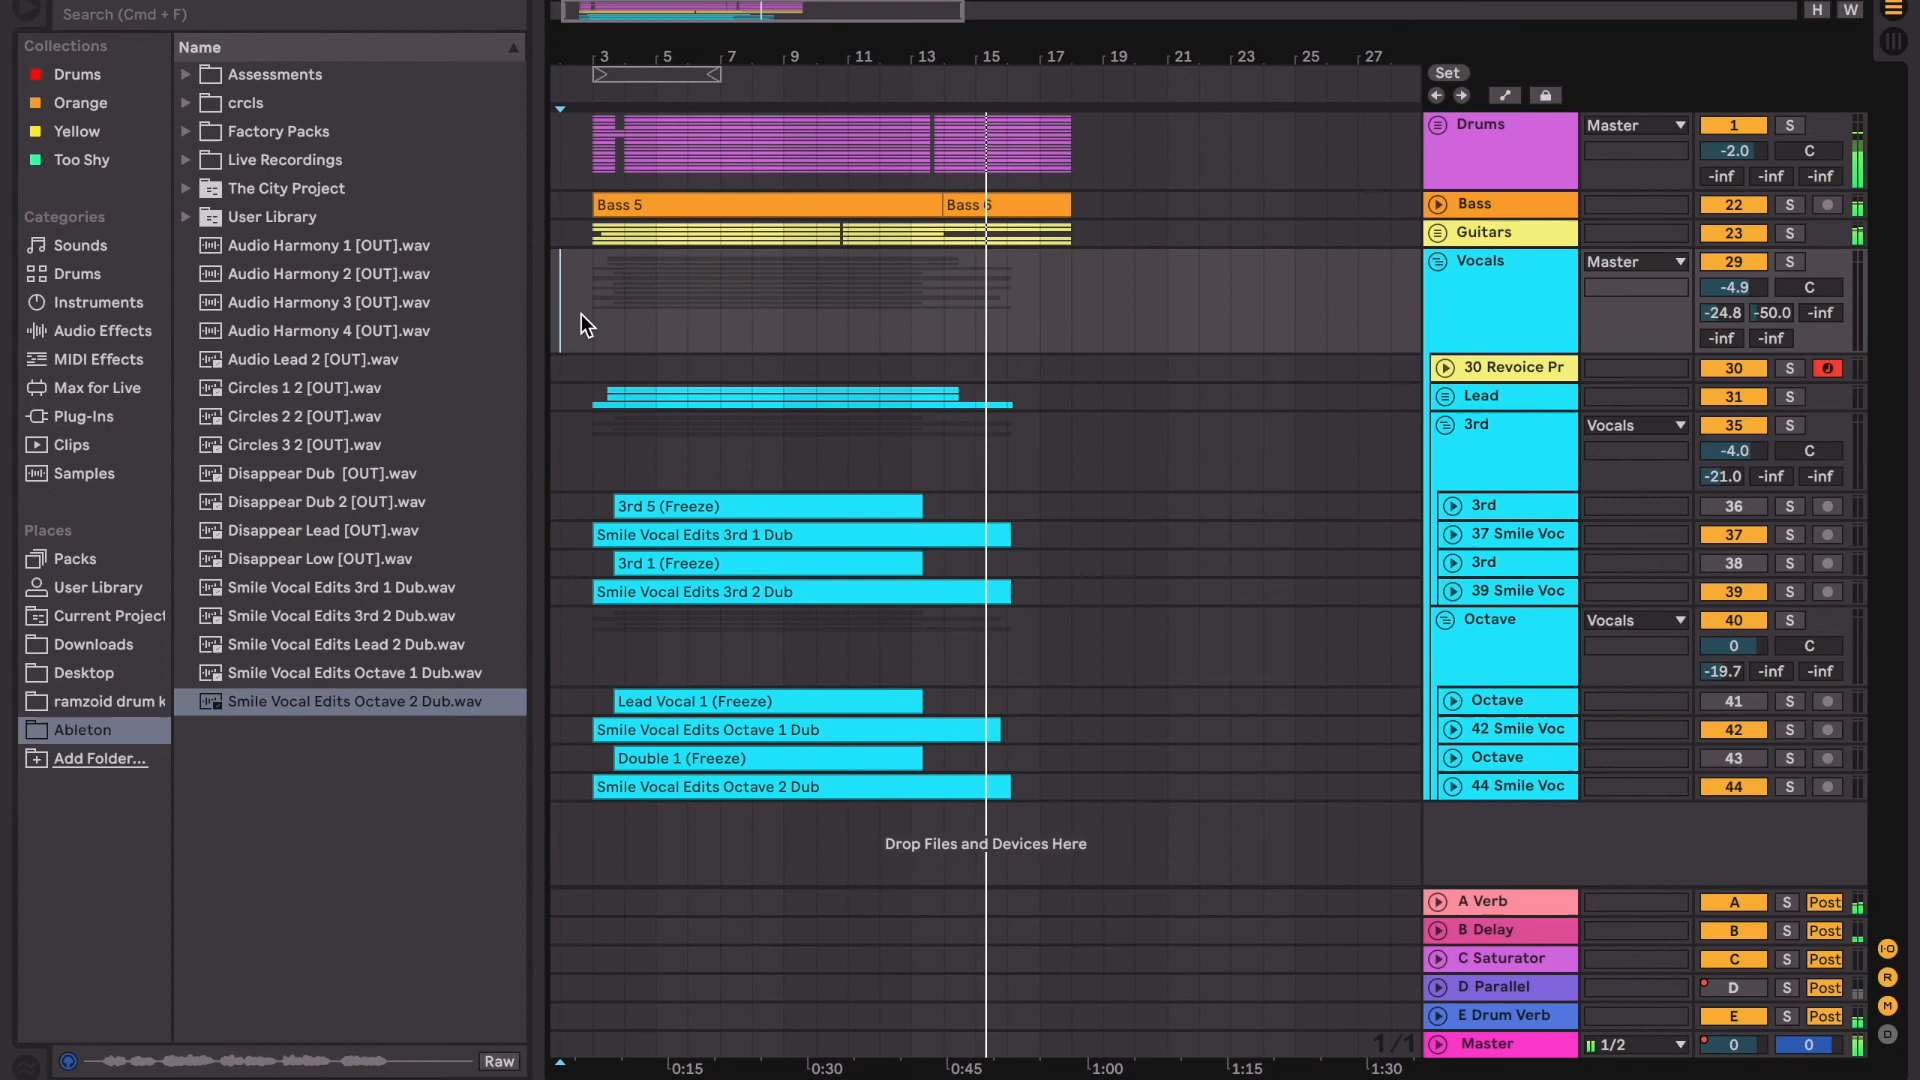 Search (Cmd + F)
H W
Collections
Name
Drums
Orange
Yellow
Too Shy
Categories
Sounds
Drums
Instruments
Audio Effects
MIDI Effects
Max for Live
Plug-Ins
Clips
Samples
Places
Packs
User Library
Current Project
Downloads
Desktop
ramzoid drum k
Ableton
Add Folder...
Assessments
crcls
Factory Packs
Live Recordings
The City Project
User Library
Audio Harmony 1 [OUT].wav
Audio Harmony 2 [OUT].wav
Audio Harmony 3 [OUT].wav
Audio Harmony 4 [OUT].wav
Audio Lead 2 [OUT].wav
Circles 1 2 [OUT].wav
Circles 2 2 [OUT].wav
Circles 3 2 [OUT].wav
Disappear Dub [OUT].wav
Disappear Dub 2 [OUT].wav
Disappear Lead [OUT].wav
Disappear Low [OUT].wav
Smile Vocal Edits 3rd 1 Dub.wav
Smile Vocal Edits 3rd 2 Dub.wav
Smile Vocal Edits Lead 2 Dub.wav
Smile Vocal Edits Octave 1 Dub.wav
Smile Vocal Edits Octave 2 Dub.wav
Raw
3 5 7 9 11 13 15 17 19 21 23 25 27
Set
Bass 5 Bass 6
3rd 5 (Freeze)
Smile Vocal Edits 3rd 1 Dub
3rd 1 (Freeze)
Smile Vocal Edits 3rd 2 Dub
Lead Vocal 1 (Freeze)
Smile Vocal Edits Octave 1 Dub
Double 1 (Freeze)
Smile Vocal Edits Octave 2 Dub
Drop Files and Devices Here
1/1
0:15 0:30 0:45 1:00 1:15 1:30
Drums Master 1 S
-2.0 C
-inf -inf -inf
Bass 22 S
Guitars 23 S
Vocals Master 29 S
-4.9 C
-24.8 -50.0 -inf
-inf -inf
30 Revoice Pr 30 S
Lead 31 S
3rd Vocals 35 S
-4.0 C
-21.0 -inf -inf
3rd 36 S
37 Smile Voc 37 S
3rd 38 S
39 Smile Voc 39 S
Octave Vocals 40 S
0 C
-19.7 -inf -inf
Octave 41 S
42 Smile Voc 42 S
Octave 43 S
44 Smile Voc 44 S
A Verb A S Post
B Delay B S Post
C Saturator C S Post
D Parallel D S Post
E Drum Verb E S Post
Master 1/2 0 0
I·O
R
M
D